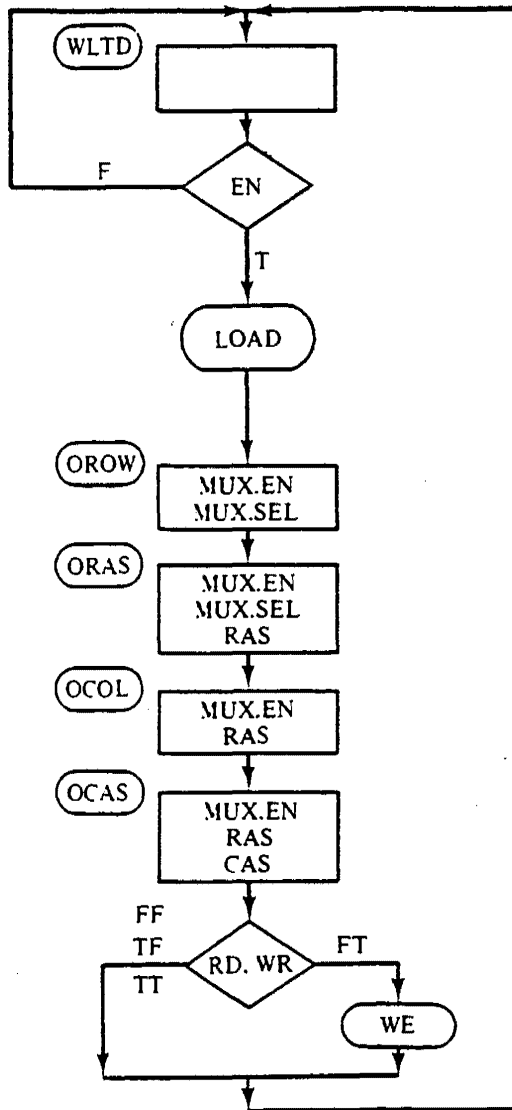 WLTD
F
EN
T
LOAD
OROW
MUX.EN
MUX.SEL
ORAS
MUX.EN
MUX.SEL
RAS
OCOL
MUX.EN
RAS
OCAS
MUX.EN
RAS
CAS
FF
TF
TT
RD. WR
FT
WE